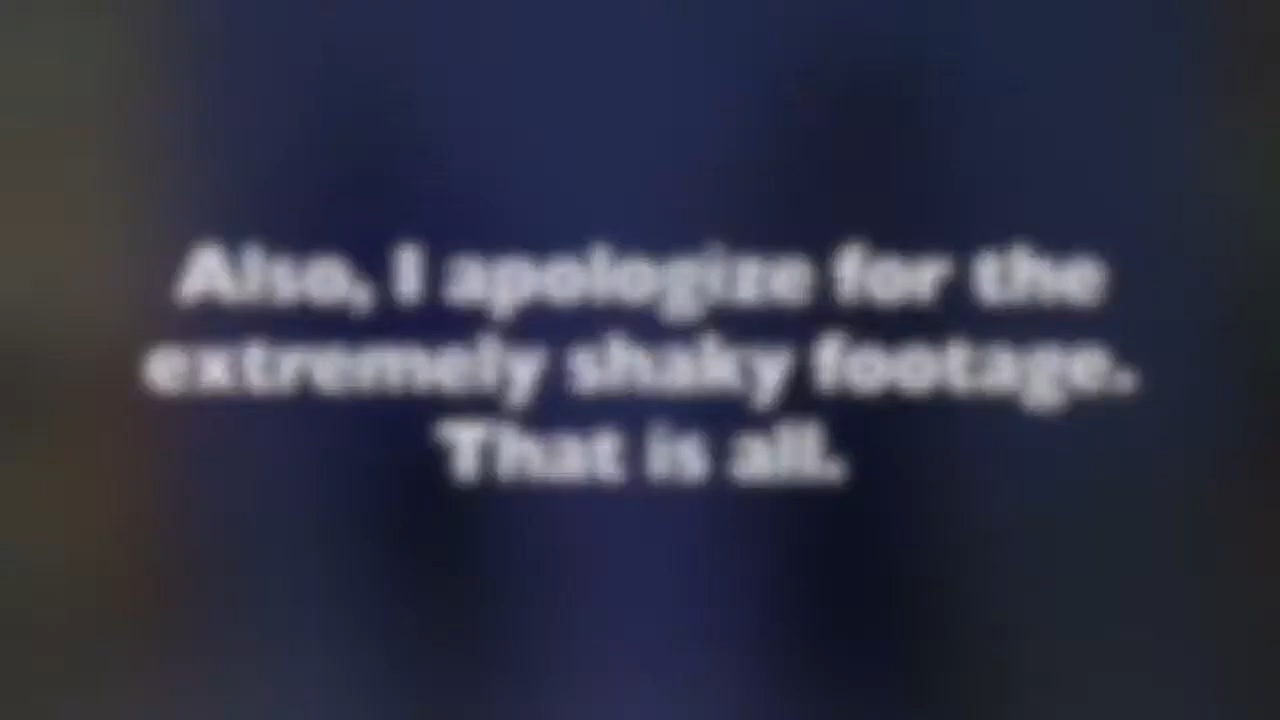 Also, I apologize for the
extremely shaky footage.
That is all.